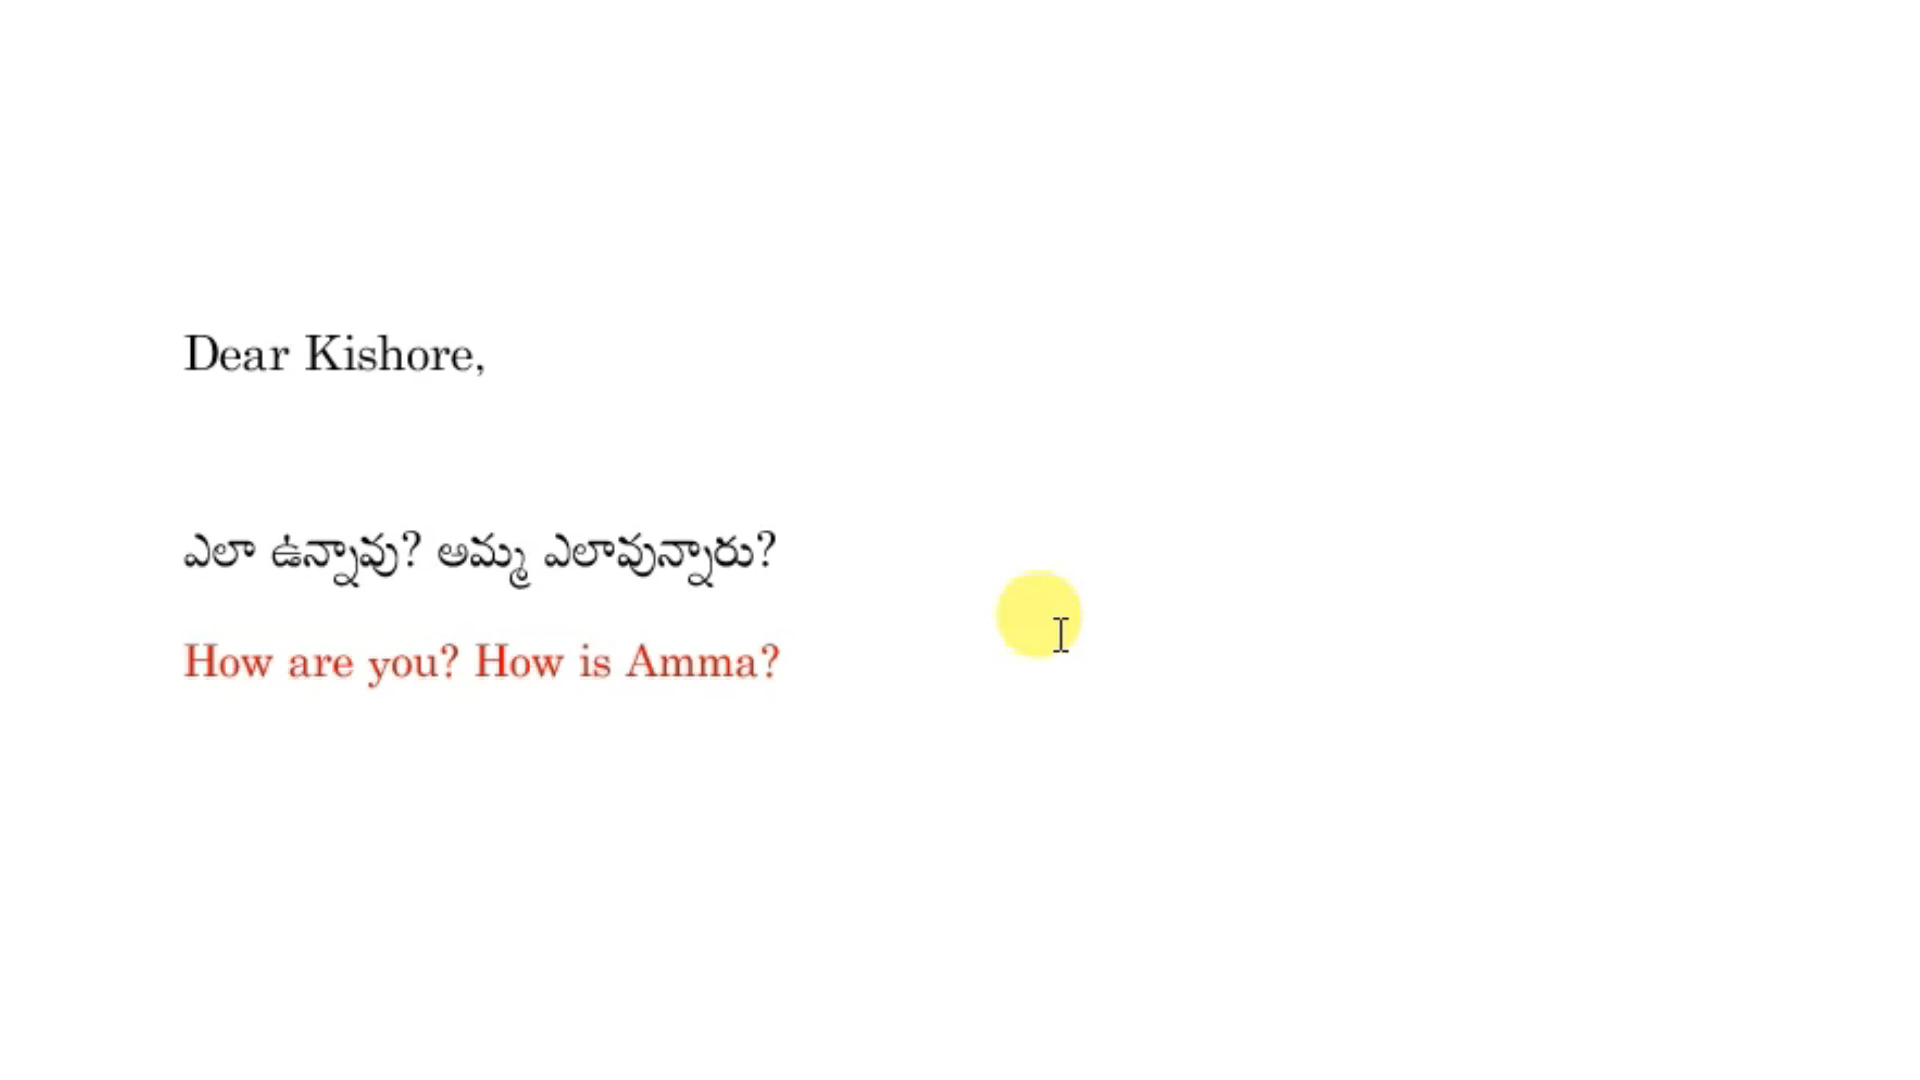 Dear Kishore,
ఎలా ఉన్నావు? అమ్మ ఎలావున్నారు?
How are you? How is Amma?